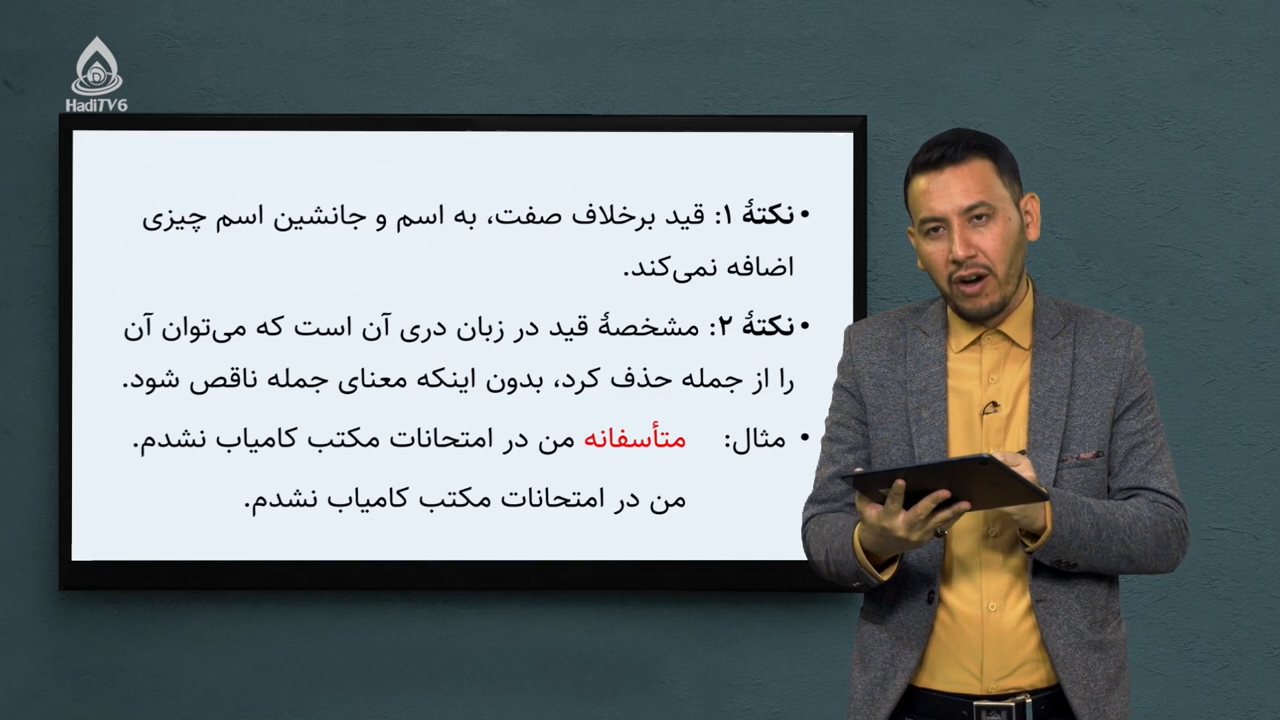 HadiTV6
• نکتهٔ ۱: قید برخلاف صفت، به اسم و جانشین اسم چیزی
اضافه نمی‌کند.
• نکتهٔ ۲: مشخصهٔ قید در زبان دری آن است که می‌توان آن
را از جمله حذف کرد، بدون اینکه معنای جمله ناقص شود.
• مثال: متأسفانه من در امتحانات مکتب کامیاب نشدم.
من در امتحانات مکتب کامیاب نشدم.